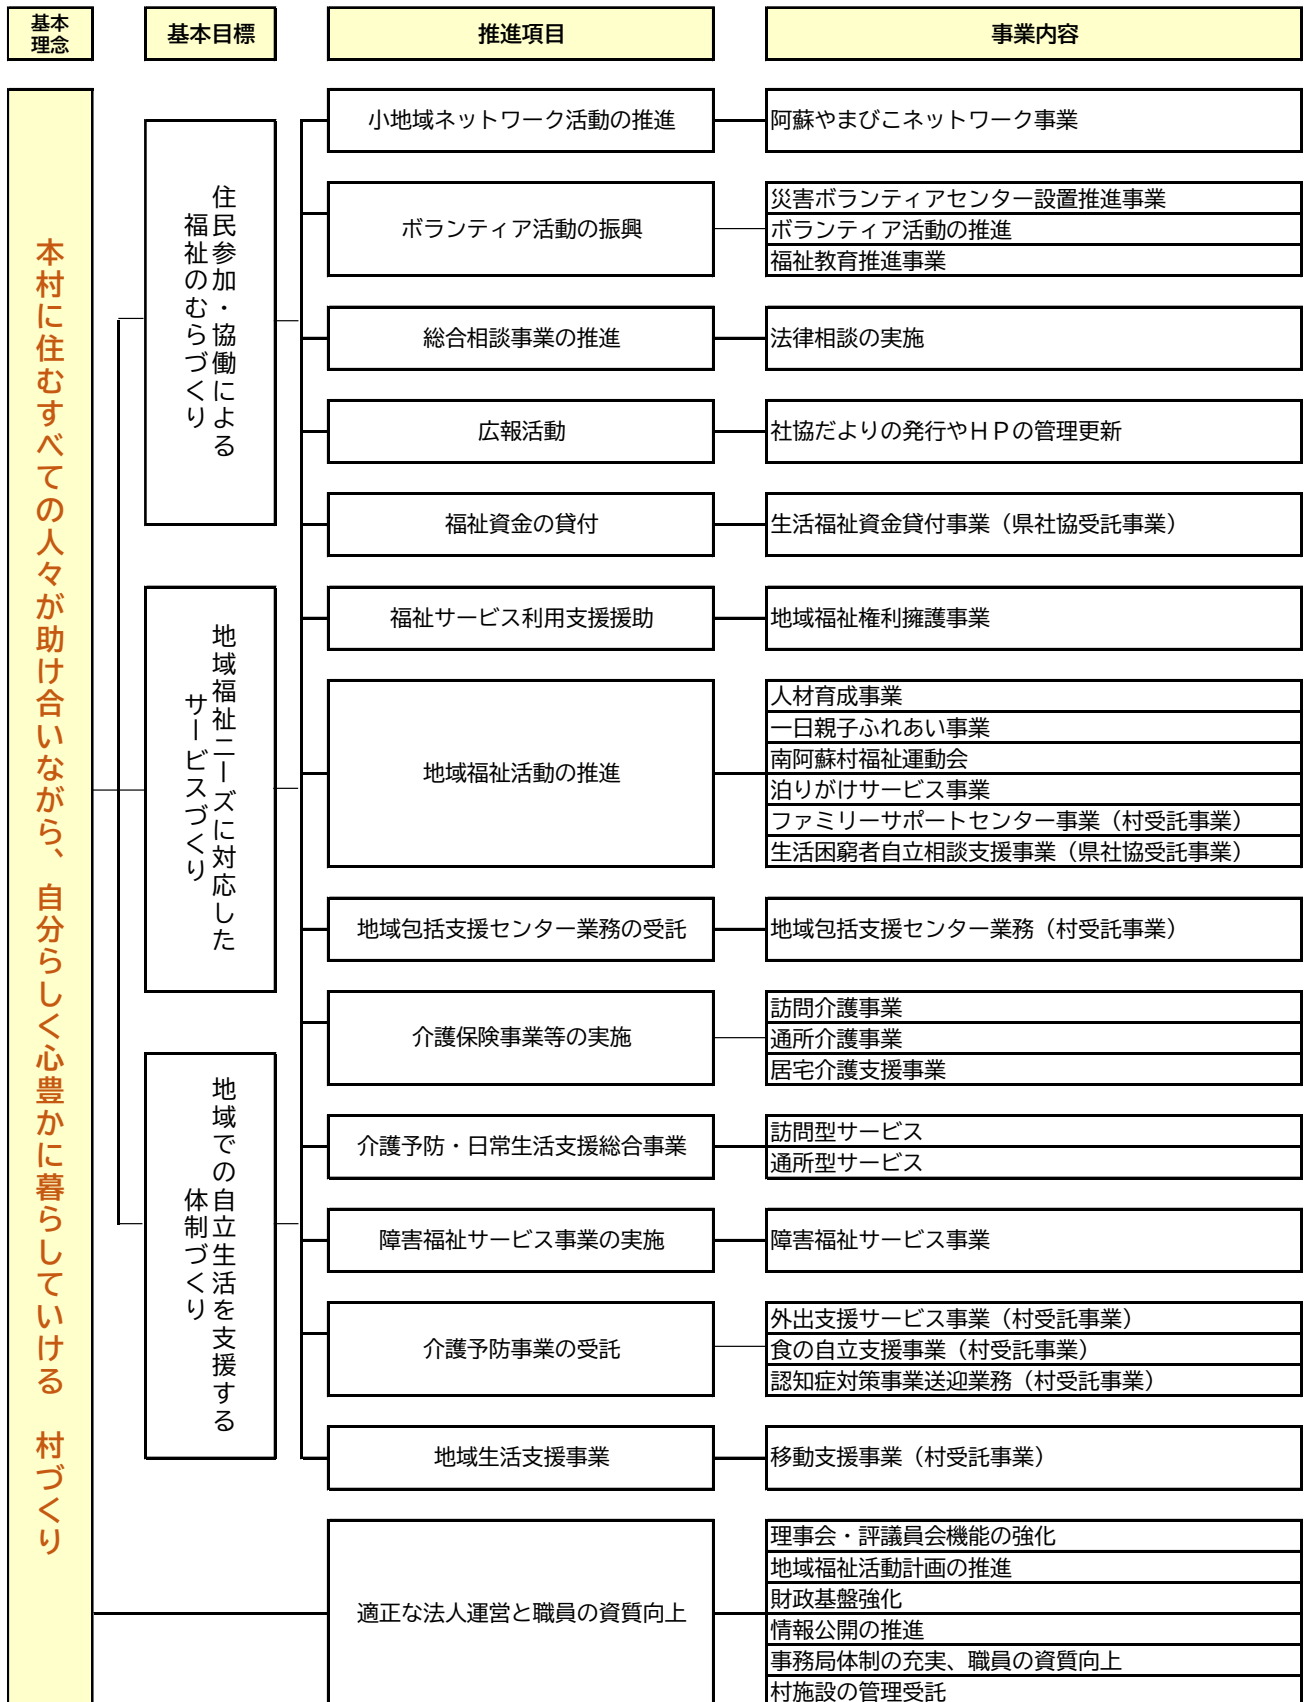 基本
理念
基本目標
推進項目
事業内容
本村に住むすべての人々が助け合いながら、自分らしく心豊かに暮らしていける　村づくり
住民参加・協働による
福祉のむらづくり
小地域ネットワーク活動の推進
阿蘇やまびこネットワーク事業
ボランティア活動の振興
災害ボランティアセンター設置推進事業
ボランティア活動の推進
福祉教育推進事業
総合相談事業の推進
法律相談の実施
広報活動
社協だよりの発行やＨＰの管理更新
福祉資金の貸付
生活福祉資金貸付事業（県社協受託事業）
地域福祉ニーズに対応した
サービスづくり
福祉サービス利用支援援助
地域福祉権利擁護事業
地域福祉活動の推進
人材育成事業
一日親子ふれあい事業
南阿蘇村福祉運動会
泊りがけサービス事業
ファミリーサポートセンター事業（村受託事業）
生活困窮者自立相談支援事業（県社協受託事業）
地域包括支援センター業務の受託
地域包括支援センター業務（村受託事業）
介護保険事業等の実施
訪問介護事業
通所介護事業
居宅介護支援事業
地域での自立生活を支援する
体制づくり
介護予防・日常生活支援総合事業
訪問型サービス
通所型サービス
障害福祉サービス事業の実施
障害福祉サービス事業
介護予防事業の受託
外出支援サービス事業（村受託事業）
食の自立支援事業（村受託事業）
認知症対策事業送迎業務（村受託事業）
地域生活支援事業
移動支援事業（村受託事業）
適正な法人運営と職員の資質向上
理事会・評議員会機能の強化
地域福祉活動計画の推進
財政基盤強化
情報公開の推進
事務局体制の充実、職員の資質向上
村施設の管理受託